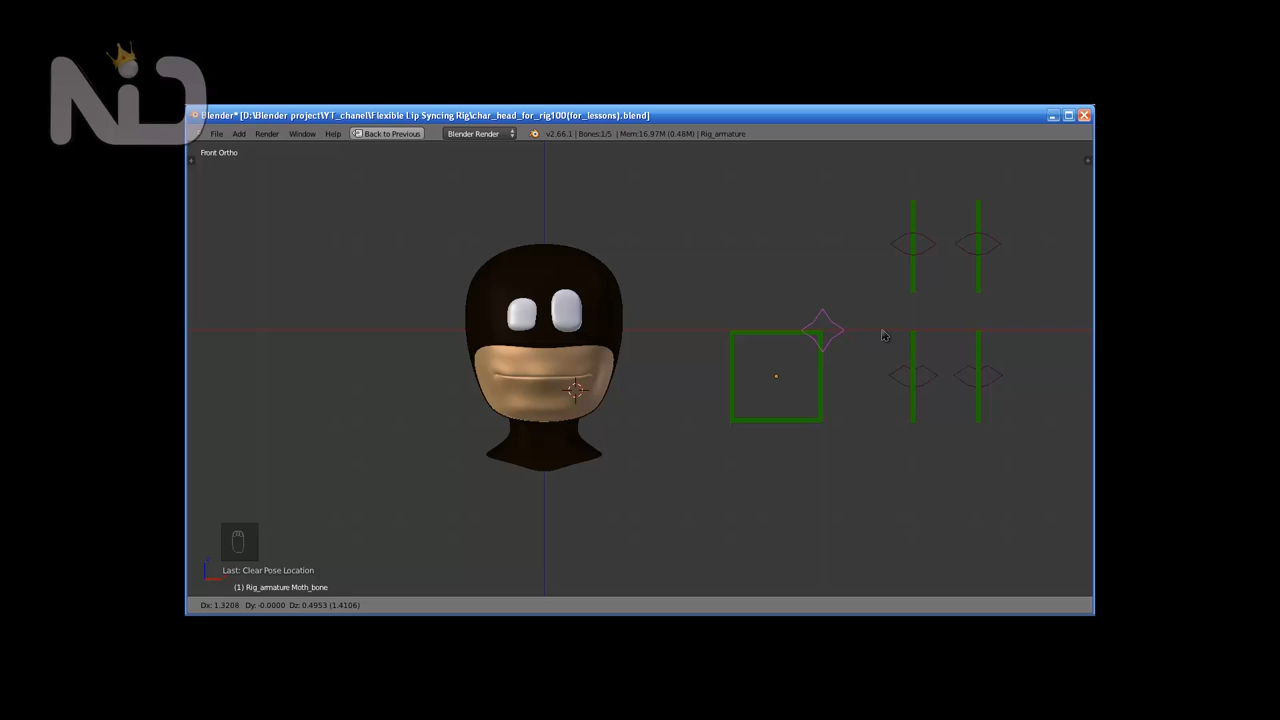 NiD
Blender* [D:\Blender project\YT_chanel\Flexible Lip Syncing Rig\char_head_for_rig100(for_lessons).blend]
File Add Render Window Help Back to Previous Blender Render v2.66.1 | Bones:1/5 | Mem:16.97M (0.48M) | Rig_armature
Front Ortho
Last: Clear Pose Location
(1) Rig_armature Moth_bone
Dx: 1.3208 Dy: -0.0000 Dz: 0.4953 (1.4106)